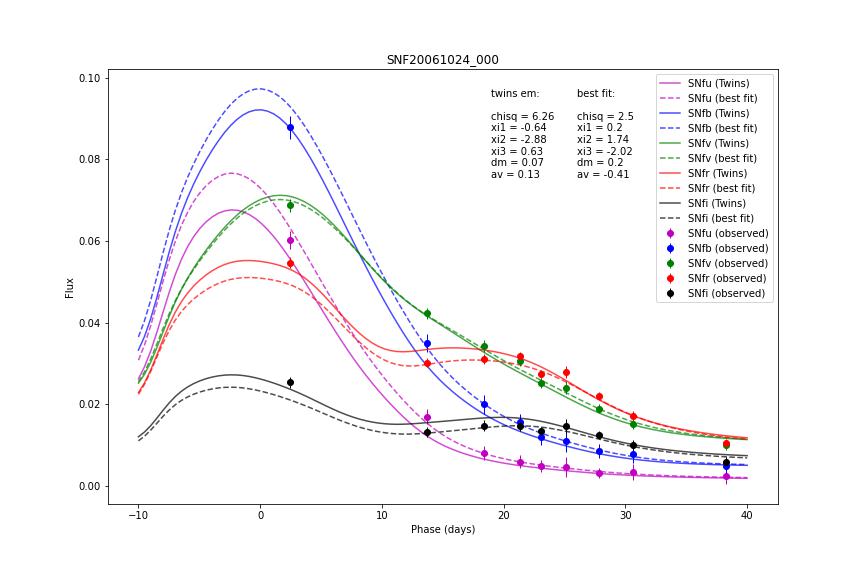 SNF20061024_000
twins em: best fit:
chisq = 6.26 chisq = 2.5
xi1 = -0.64 xi1 = 0.2
xi2 = -2.88 xi2 = 1.74
xi3 = 0.63 xi3 = -2.02
dm = 0.07 dm = 0.2
av = 0.13 av = -0.41
SNfu (Twins)
SNfu (best fit)
SNfb (Twins)
SNfb (best fit)
SNfv (Twins)
SNfv (best fit)
SNfr (Twins)
SNfr (best fit)
SNfi (Twins)
SNfi (best fit)
SNfu (observed)
SNfb (observed)
SNfv (observed)
SNfr (observed)
SNfi (observed)
Flux
0.10
0.08
0.06
0.04
0.02
0.00
−10 0 10 20 30 40
Phase (days)